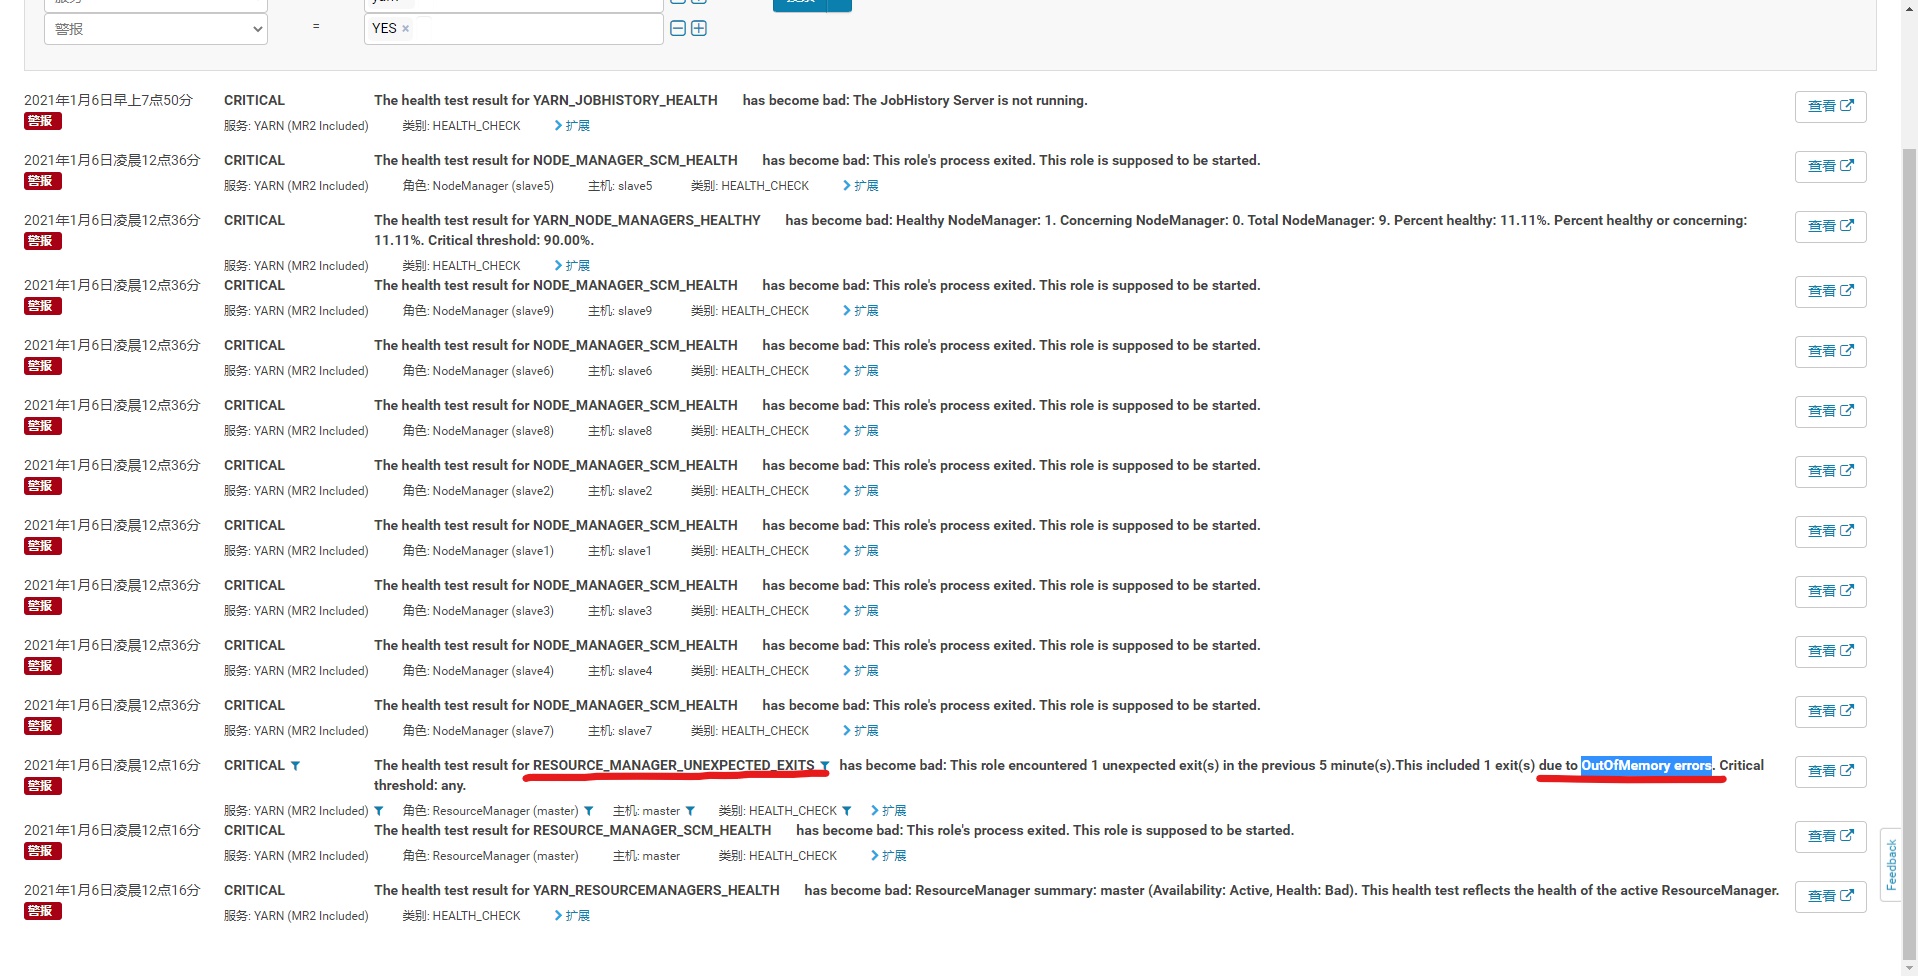 警报
=
YES ×
2021年1月6日早上7点50分 CRITICAL The health test result for YARN_JOBHISTORY_HEALTH has become bad: The JobHistory Server is not running. 查看
警报 服务: YARN (MR2 Included) 类别: HEALTH_CHECK 扩展
2021年1月6日凌晨12点36分 CRITICAL The health test result for NODE_MANAGER_SCM_HEALTH has become bad: This role's process exited. This role is supposed to be started. 查看
警报 服务: YARN (MR2 Included) 角色: NodeManager (slave5) 主机: slave5 类别: HEALTH_CHECK 扩展
2021年1月6日凌晨12点36分 CRITICAL The health test result for YARN_NODE_MANAGERS_HEALTHY has become bad: Healthy NodeManager: 1. Concerning NodeManager: 0. Total NodeManager: 9. Percent healthy: 11.11%. Percent healthy or concerning: 查看
警报 11.11%. Critical threshold: 90.00%.
服务: YARN (MR2 Included) 类别: HEALTH_CHECK 扩展
2021年1月6日凌晨12点36分 CRITICAL The health test result for NODE_MANAGER_SCM_HEALTH has become bad: This role's process exited. This role is supposed to be started. 查看
警报 服务: YARN (MR2 Included) 角色: NodeManager (slave9) 主机: slave9 类别: HEALTH_CHECK 扩展
2021年1月6日凌晨12点36分 CRITICAL The health test result for NODE_MANAGER_SCM_HEALTH has become bad: This role's process exited. This role is supposed to be started. 查看
警报 服务: YARN (MR2 Included) 角色: NodeManager (slave6) 主机: slave6 类别: HEALTH_CHECK 扩展
2021年1月6日凌晨12点36分 CRITICAL The health test result for NODE_MANAGER_SCM_HEALTH has become bad: This role's process exited. This role is supposed to be started. 查看
警报 服务: YARN (MR2 Included) 角色: NodeManager (slave8) 主机: slave8 类别: HEALTH_CHECK 扩展
2021年1月6日凌晨12点36分 CRITICAL The health test result for NODE_MANAGER_SCM_HEALTH has become bad: This role's process exited. This role is supposed to be started. 查看
警报 服务: YARN (MR2 Included) 角色: NodeManager (slave2) 主机: slave2 类别: HEALTH_CHECK 扩展
2021年1月6日凌晨12点36分 CRITICAL The health test result for NODE_MANAGER_SCM_HEALTH has become bad: This role's process exited. This role is supposed to be started. 查看
警报 服务: YARN (MR2 Included) 角色: NodeManager (slave1) 主机: slave1 类别: HEALTH_CHECK 扩展
2021年1月6日凌晨12点36分 CRITICAL The health test result for NODE_MANAGER_SCM_HEALTH has become bad: This role's process exited. This role is supposed to be started. 查看
警报 服务: YARN (MR2 Included) 角色: NodeManager (slave3) 主机: slave3 类别: HEALTH_CHECK 扩展
2021年1月6日凌晨12点36分 CRITICAL The health test result for NODE_MANAGER_SCM_HEALTH has become bad: This role's process exited. This role is supposed to be started. 查看
警报 服务: YARN (MR2 Included) 角色: NodeManager (slave4) 主机: slave4 类别: HEALTH_CHECK 扩展
2021年1月6日凌晨12点36分 CRITICAL The health test result for NODE_MANAGER_SCM_HEALTH has become bad: This role's process exited. This role is supposed to be started. 查看
警报 服务: YARN (MR2 Included) 角色: NodeManager (slave7) 主机: slave7 类别: HEALTH_CHECK 扩展
2021年1月6日凌晨12点16分 CRITICAL The health test result for RESOURCE_MANAGER_UNEXPECTED_EXITS has become bad: This role encountered 1 unexpected exit(s) in the previous 5 minute(s).This included 1 exit(s) due to OutOfMemory errors. Critical 查看
警报 threshold: any.
服务: YARN (MR2 Included) 角色: ResourceManager (master) 主机: master 类别: HEALTH_CHECK 扩展
2021年1月6日凌晨12点16分 CRITICAL The health test result for RESOURCE_MANAGER_SCM_HEALTH has become bad: This role's process exited. This role is supposed to be started. 查看
警报 服务: YARN (MR2 Included) 角色: ResourceManager (master) 主机: master 类别: HEALTH_CHECK 扩展
2021年1月6日凌晨12点16分 CRITICAL The health test result for YARN_RESOURCEMANAGERS_HEALTH has become bad: ResourceManager summary: master (Availability: Active, Health: Bad). This health test reflects the health of the active ResourceManager. 查看
警报 服务: YARN (MR2 Included) 类别: HEALTH_CHECK 扩展
Feedback